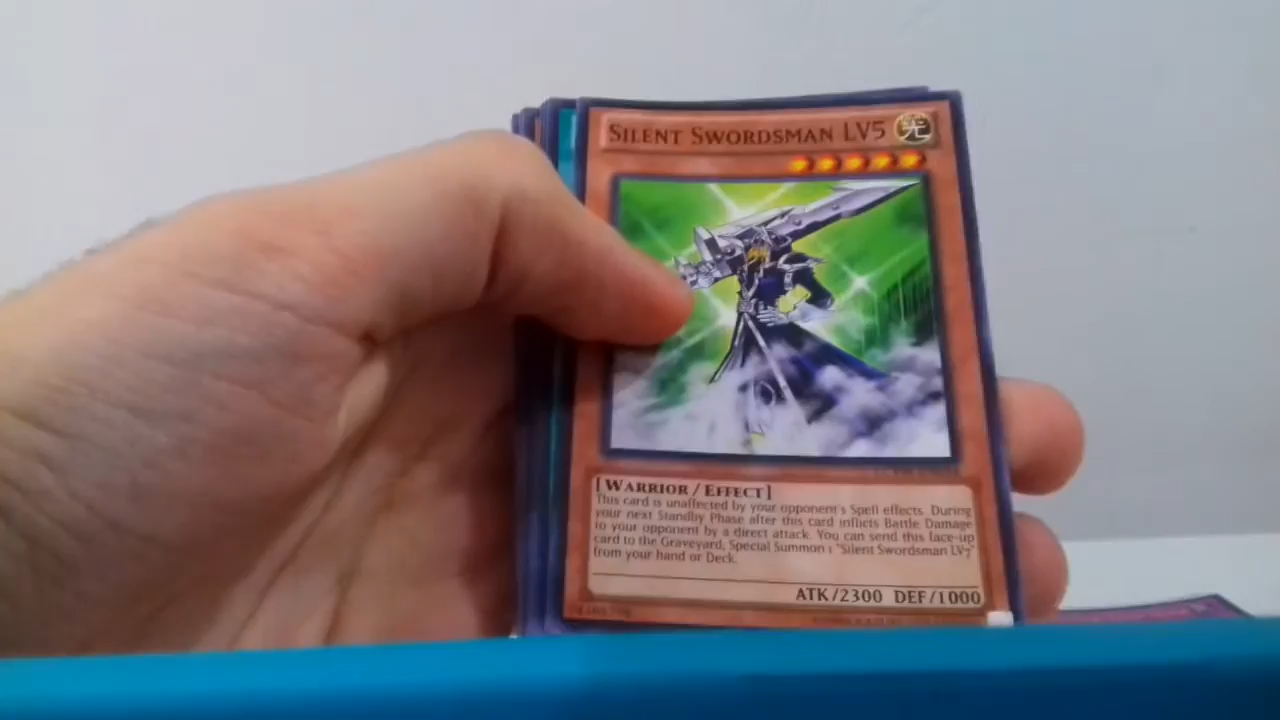 SILENT SWORDSMAN LV5
光
[WARRIOR / EFFECT]
This card is unaffected by your opponent's Spell effects. During
your next Standby Phase after this card inflicts Battle Damage
to your opponent by a direct attack. You can send this face-up
card to the Graveyard; Special Summon 1 "Silent Swordsman LV7"
from your hand or Deck.
ATK/2300 DEF/1000